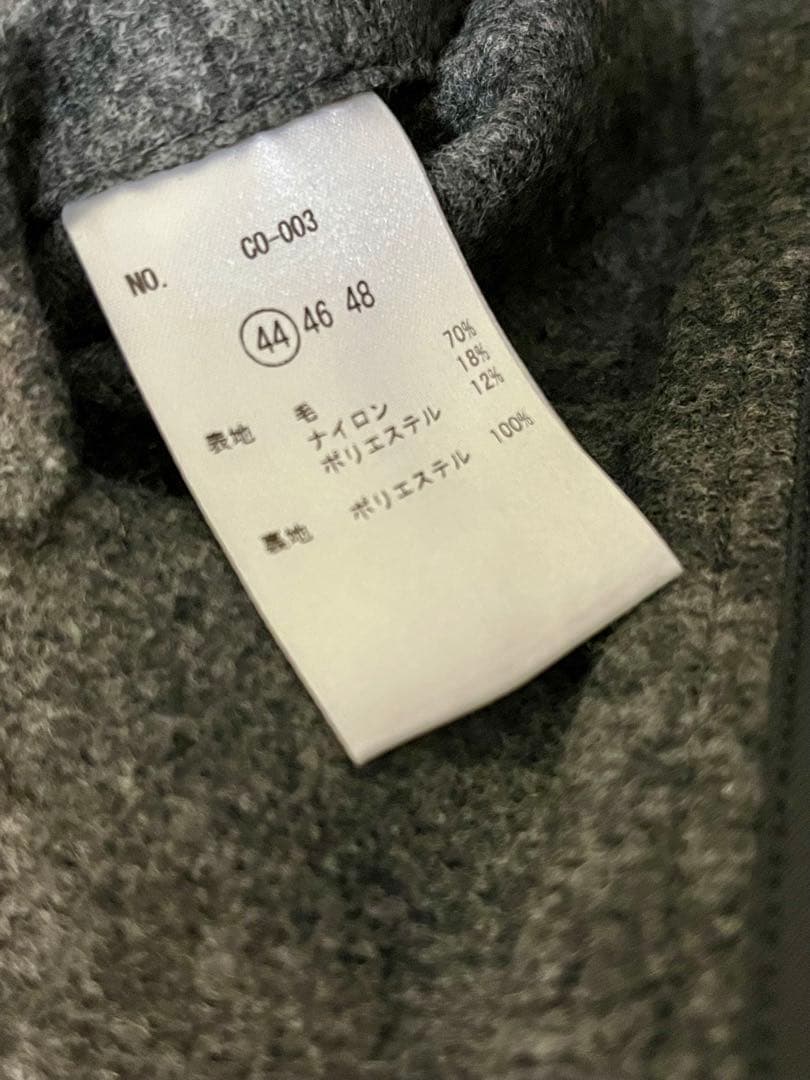 NO. CO-003
44 46 48
表地 毛 70%
ナイロン 18%
ポリエステル 12%
裏地 ポリエステル 100%